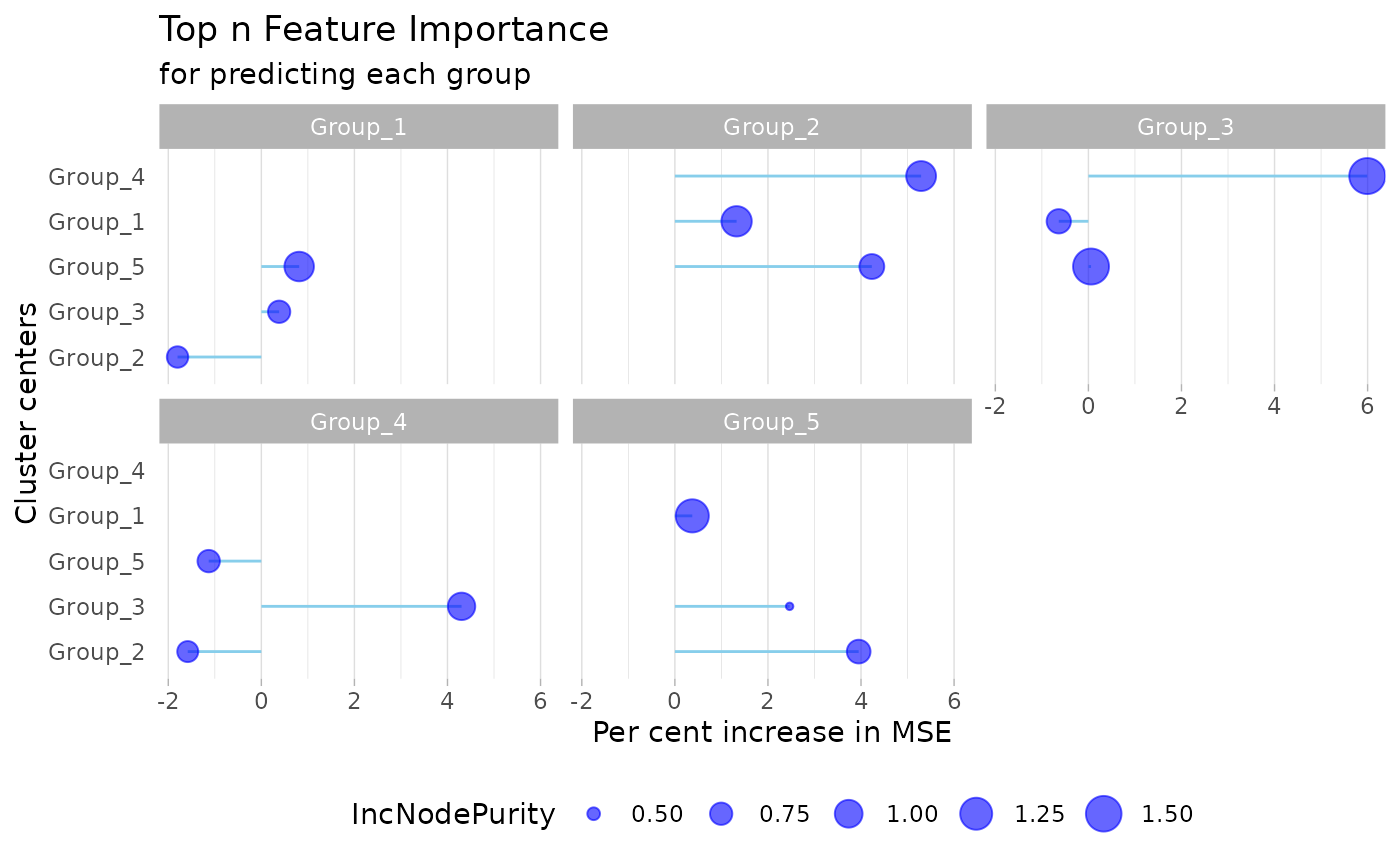 Top n Feature Importance
for predicting each group
Group_1 Group_2 Group_3
Group_4
Group_1
Group_5
Group_3
Group_2
-2 0 2 4 6
Group_4 Group_5
Group_4
Group_1
Group_5
Group_3
Group_2
-2 0 2 4 6 -2 0 2 4 6
Cluster centers
Per cent increase in MSE
IncNodePurity 0.50 0.75 1.00 1.25 1.50